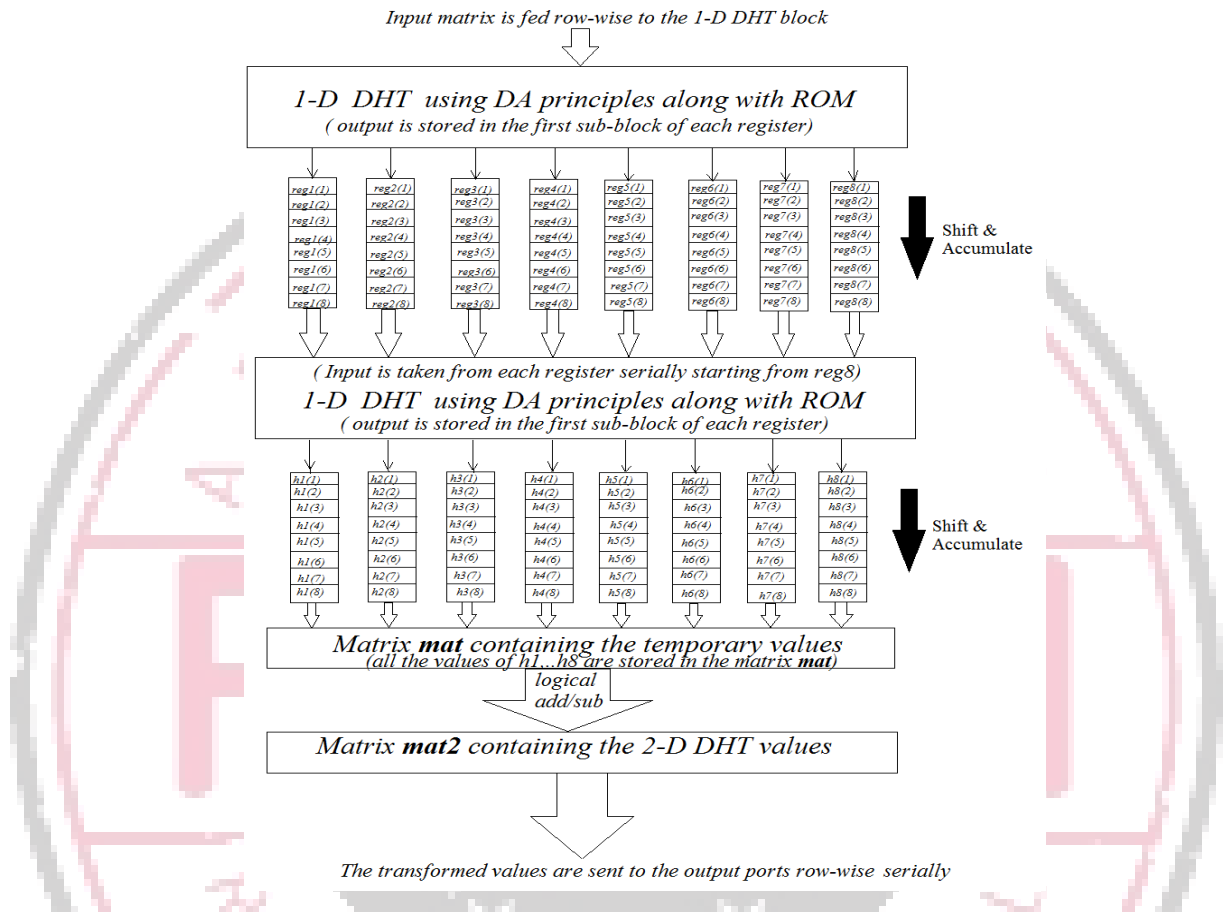 Input matrix is fed row-wise to the 1-D DHT block
1-D DHT using DA principles along with ROM
( output is stored in the first sub-block of each register)
reg1(1) reg2(1) reg3(1) reg4(1) reg5(1) reg6(1) reg7(1) reg8(1)
reg1(2) reg2(2) reg3(2) reg4(2) reg5(2) reg6(2) reg7(2) reg8(2)
reg1(3) reg2(3) reg3(3) reg4(3) reg5(3) reg6(3) reg7(3) reg8(3)
reg1(4) reg2(4) reg3(4) reg4(4) reg5(4) reg6(4) reg7(4) reg8(4)
reg1(5) reg2(5) reg3(5) reg4(5) reg5(5) reg6(5) reg7(5) reg8(5)
reg1(6) reg2(6) reg3(6) reg4(6) reg5(6) reg6(6) reg7(6) reg8(6)
reg1(7) reg2(7) reg3(7) reg4(7) reg5(7) reg6(7) reg7(7) reg8(7)
reg1(8) reg2(8) reg3(8) reg4(8) reg5(8) reg6(8) reg7(8) reg8(8)
Shift &
Accumulate
( Input is taken from each register serially starting from reg8)
1-D DHT using DA principles along with ROM
( output is stored in the first sub-block of each register)
h1(1) h2(1) h3(1) h4(1) h5(1) h6(1) h7(1) h8(1)
h1(2) h2(2) h3(2) h4(2) h5(2) h6(2) h7(2) h8(2)
h1(3) h2(3) h3(3) h4(3) h5(3) h6(3) h7(3) h8(3)
h1(4) h2(4) h3(4) h4(4) h5(4) h6(4) h7(4) h8(4)
h1(5) h2(5) h3(5) h4(5) h5(5) h6(5) h7(5) h8(5)
h1(6) h2(6) h3(6) h4(6) h5(6) h6(6) h7(6) h8(6)
h1(7) h2(7) h3(7) h4(7) h5(7) h6(7) h7(7) h8(7)
h1(8) h2(8) h3(8) h4(8) h5(8) h6(8) h7(8) h8(8)
Shift &
Accumulate
Matrix mat containing the temporary values
(all the values of h1,..h8 are stored in the matrix mat)
logical
add/sub
Matrix mat2 containing the 2-D DHT values
The transformed values are sent to the output ports row-wise serially